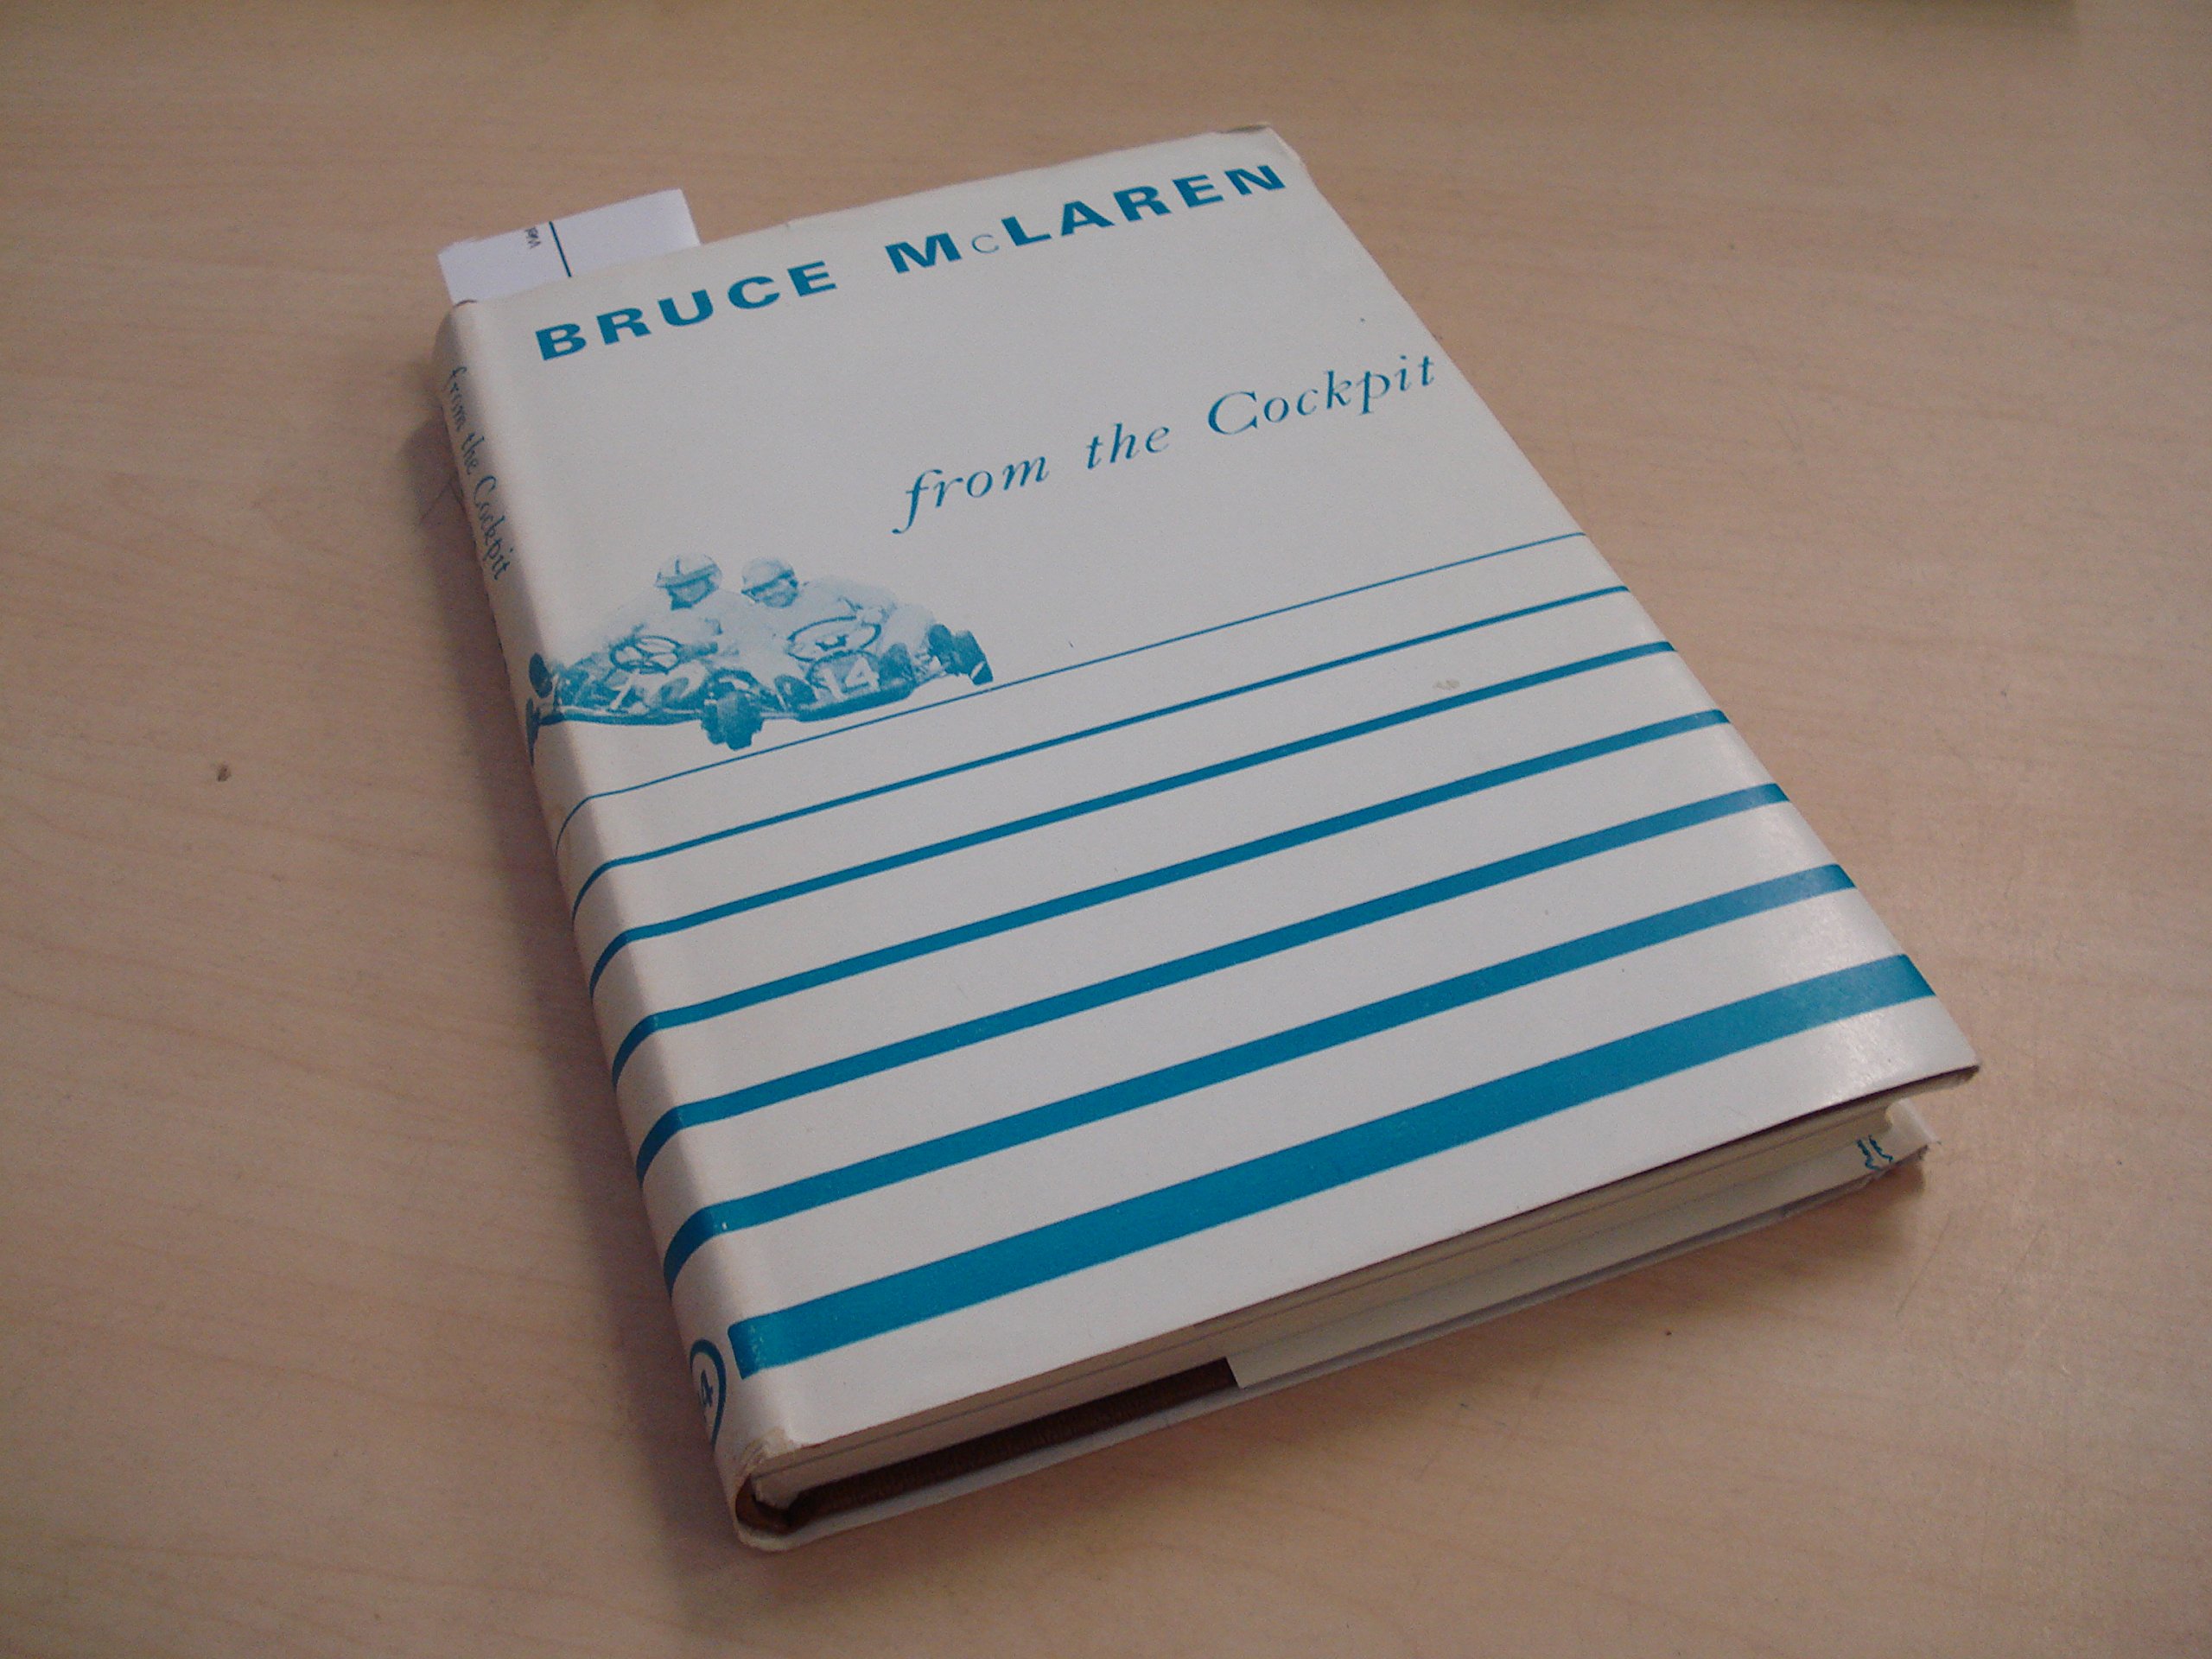 BRUCE McLAREN
from the Cockpit
14
from the Cockpit